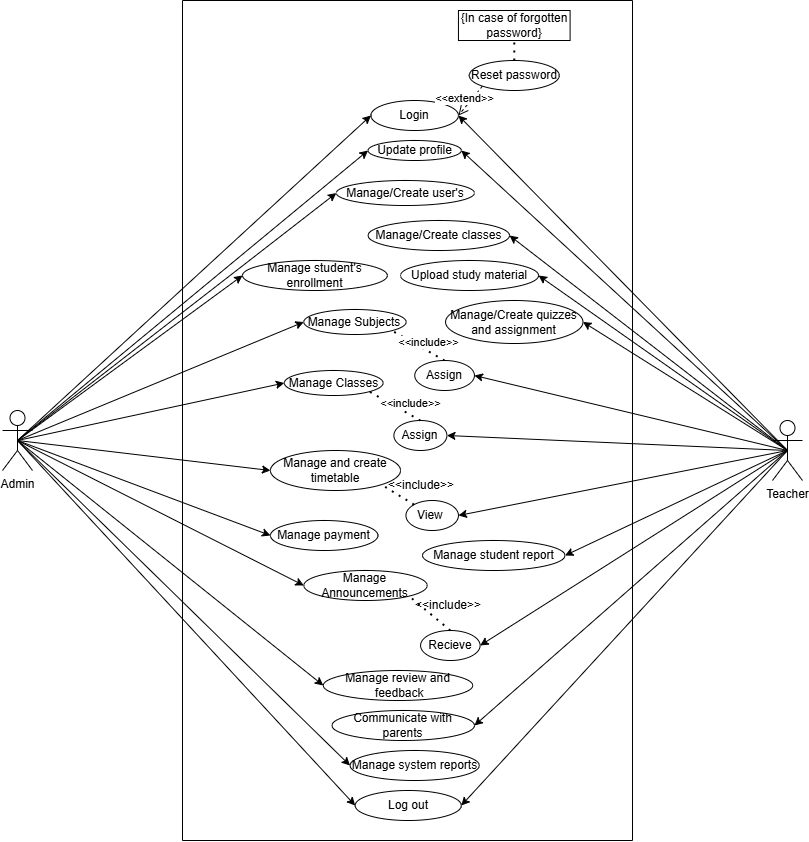 {In case of forgotten
password}
Reset password
<<extend>>
Login
Update profile
Manage/Create user's
Manage/Create classes
Manage student's
enrollment
Upload study material
Manage Subjects
Manage/Create quizzes
and assignment
<<include>>
Assign
Manage Classes
<<include>>
Assign
Admin
Teacher
Manage and create
timetable
<<include>>
View
Manage payment
Manage student report
Manage
Announcements
<<include>>
Recieve
Manage review and
feedback
Communicate with
parents
Manage system reports
Log out